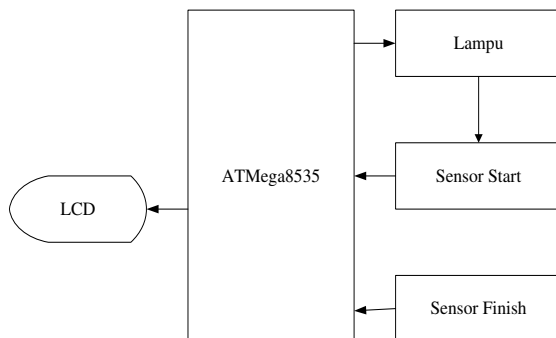 Lampu
ATMega8535
Sensor Start
LCD
Sensor Finish